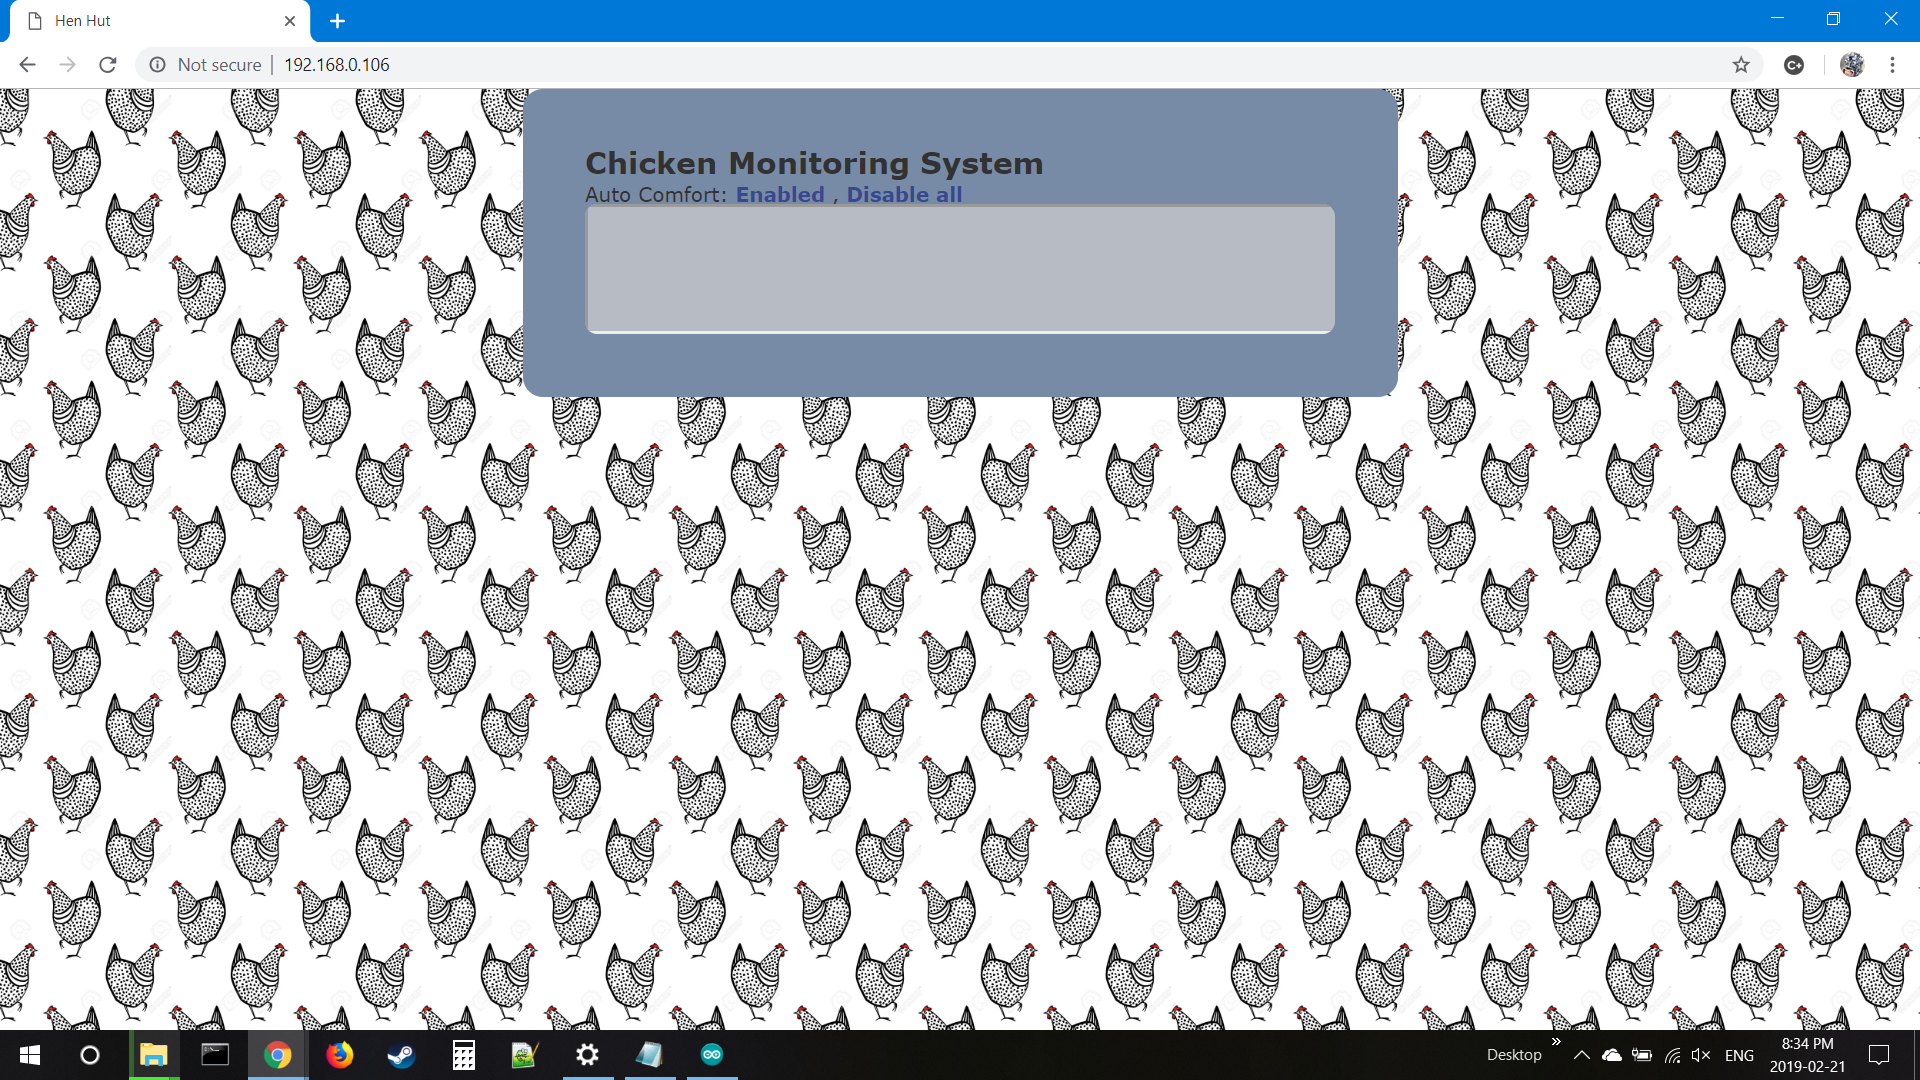 Hen Hut
Not secure | 192.168.0.106
Chicken Monitoring System
Auto Comfort: Enabled , Disable all
Desktop
ENG
8:34 PM
2019-02-21